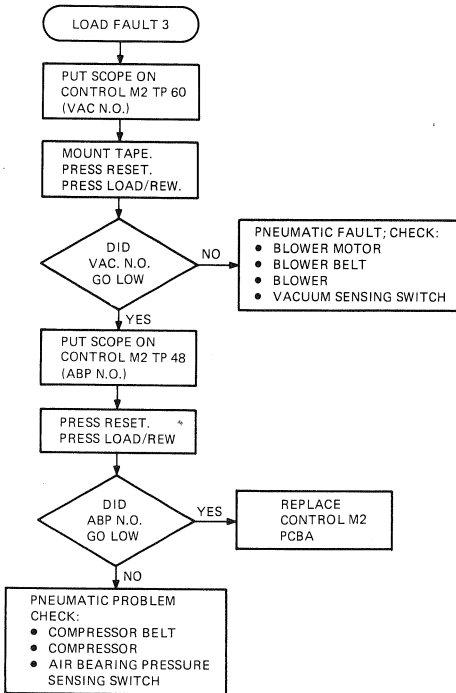 LOAD FAULT 3
PUT SCOPE ON
CONTROL M2 TP 60
(VAC N.O.)
MOUNT TAPE.
PRESS RESET.
PRESS LOAD/REW.
DID
VAC. N.O.
GO LOW
NO
PNEUMATIC FAULT; CHECK:
● BLOWER MOTOR
● BLOWER BELT
● BLOWER
● VACUUM SENSING SWITCH
YES
PUT SCOPE ON
CONTROL M2 TP 48
(ABP N.O.)
PRESS RESET.
PRESS LOAD/REW
DID
ABP N.O.
GO LOW
YES
REPLACE
CONTROL M2
PCBA
NO
PNEUMATIC PROBLEM
CHECK:
● COMPRESSOR BELT
● COMPRESSOR
● AIR BEARING PRESSURE
SENSING SWITCH